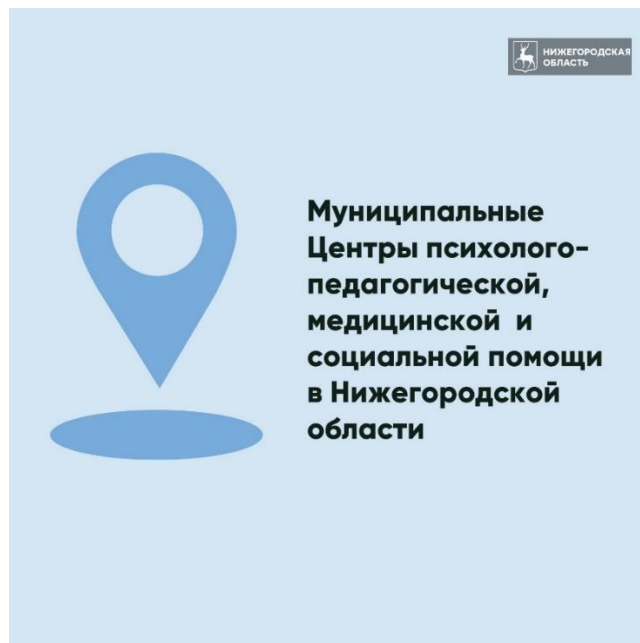 НИЖЕГОРОДСКАЯ
ОБЛАСТЬ
Муниципальные
Центры психолого-
педагогической,
медицинской и
социальной помощи
в Нижегородской
области